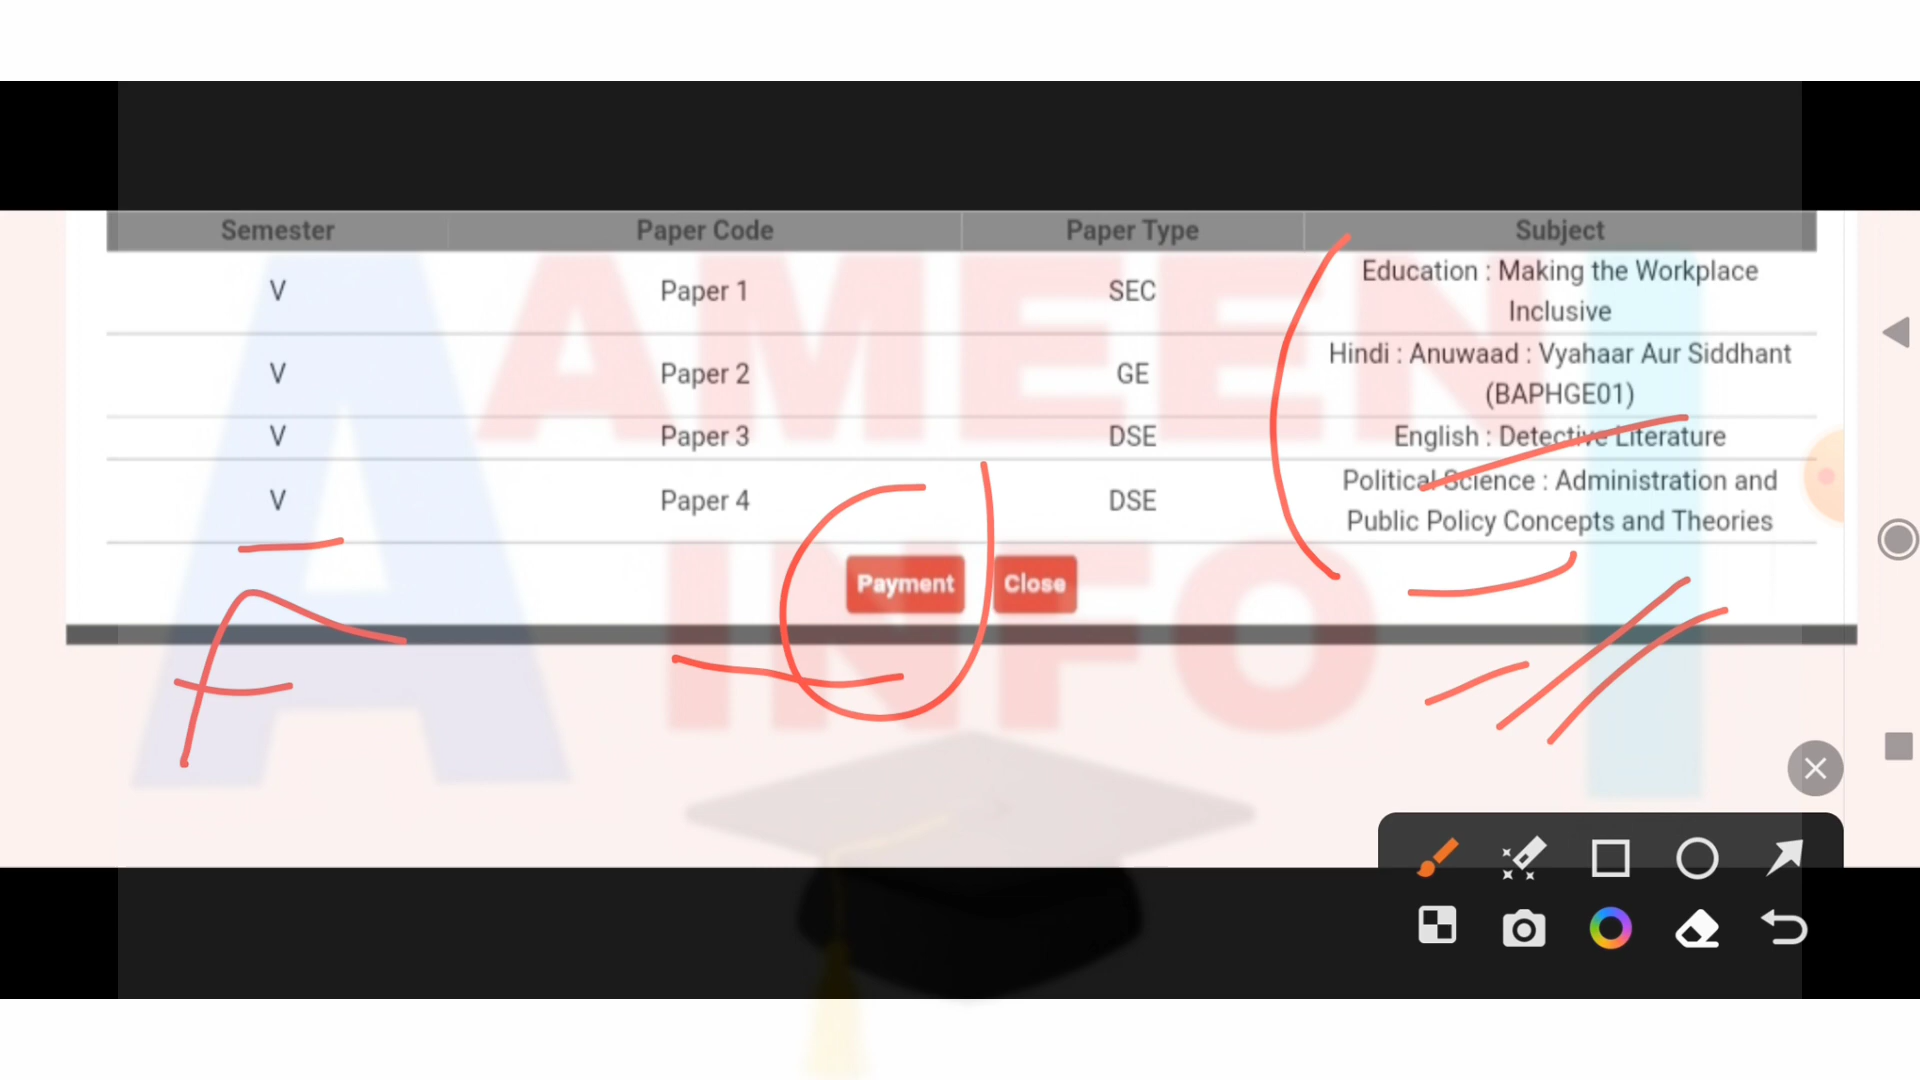 Semester Paper Code Paper Type Subject
V Paper 1 SEC Education : Making the Workplace
Inclusive
V Paper 2 GE Hindi : Anuwaad : Vyahaar Aur Siddhant
(BAPHGE01)
V Paper 3 DSE English : Detective Literature
V Paper 4 DSE Political Science : Administration and
Public Policy Concepts and Theories
Payment Close
A AMEEN I
INFO
F